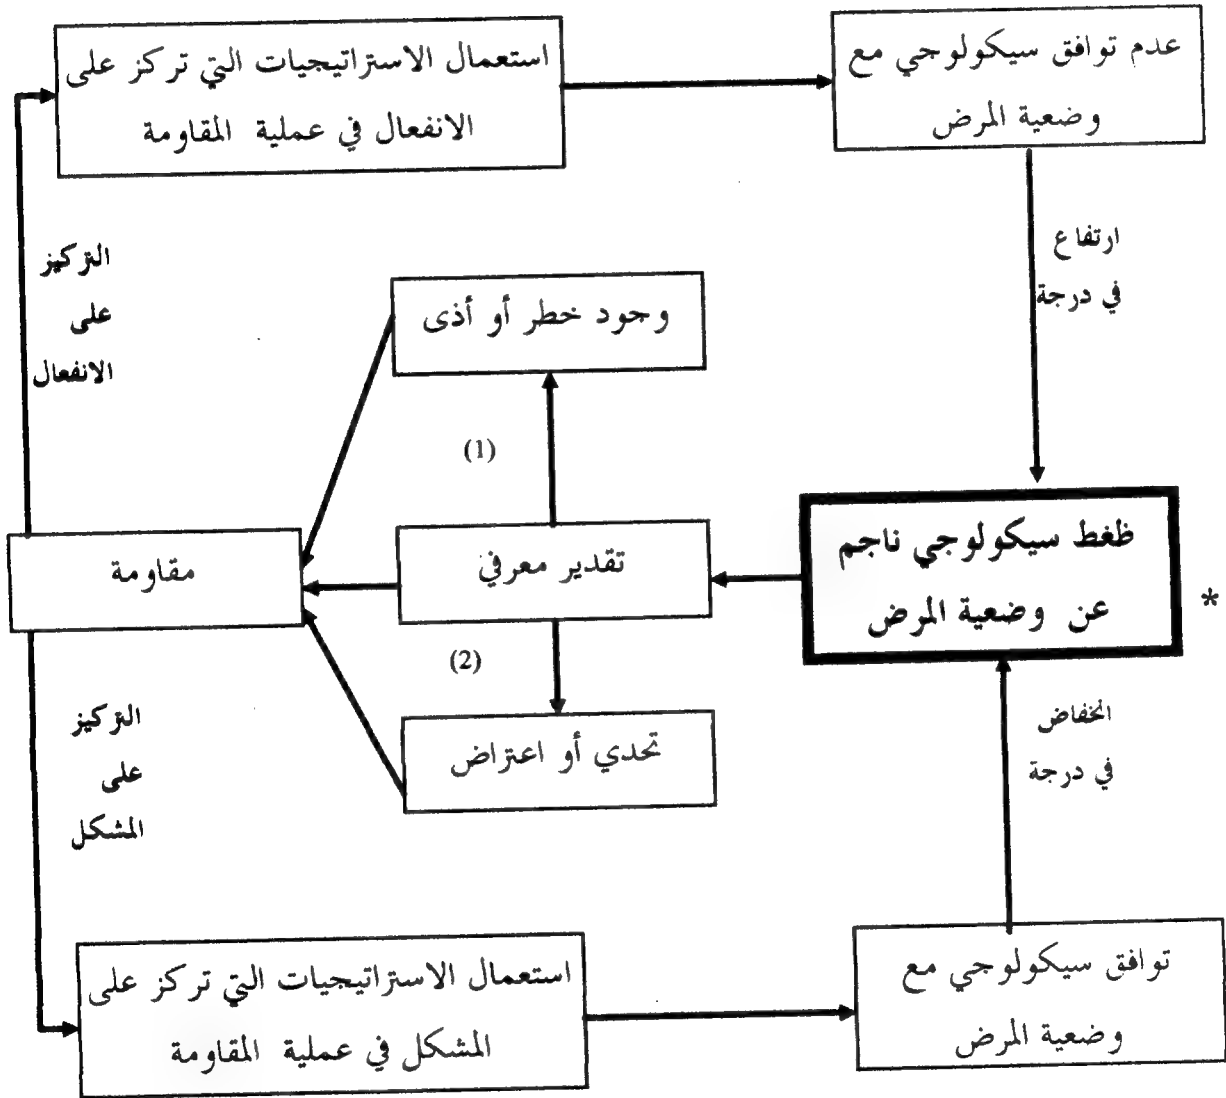 عدم توافق سيكولوجي مع
وضعية المرض
استعمال الاستراتيجيات التي تركز على
الانفعال في عملية المقاومة
ارتفاع
في درجة
التركيز
على
الانفعال
وجود خطر أو أذى
(1)
ظغط سيكولوجي ناجم
عن وضعية المرض
*
تقدير معرفي
مقاومة
(2)
تحدي أو اعتراض
انخفاض
في درجة
التركيز
على
المشكل
توافق سيكولوجي مع
وضعية المرض
استعمال الاستراتيجيات التي تركز على
المشكل في عملية المقاومة